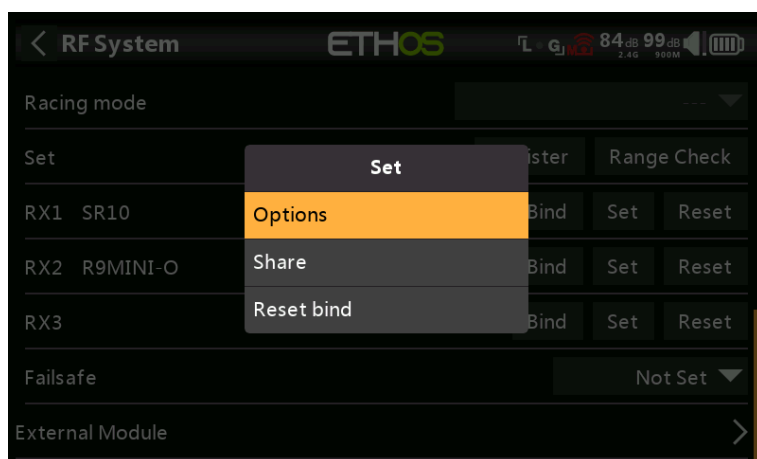 RF System ETHOS L G M 84dB 2.4G 99dB 900M
Racing mode ---
Set ister Range Check
Set
RX1 SR10 Bind Set Reset
Options
RX2 R9MINI-O Bind Set Reset
Share
RX3 Bind Set Reset
Reset bind
Failsafe Not Set
External Module